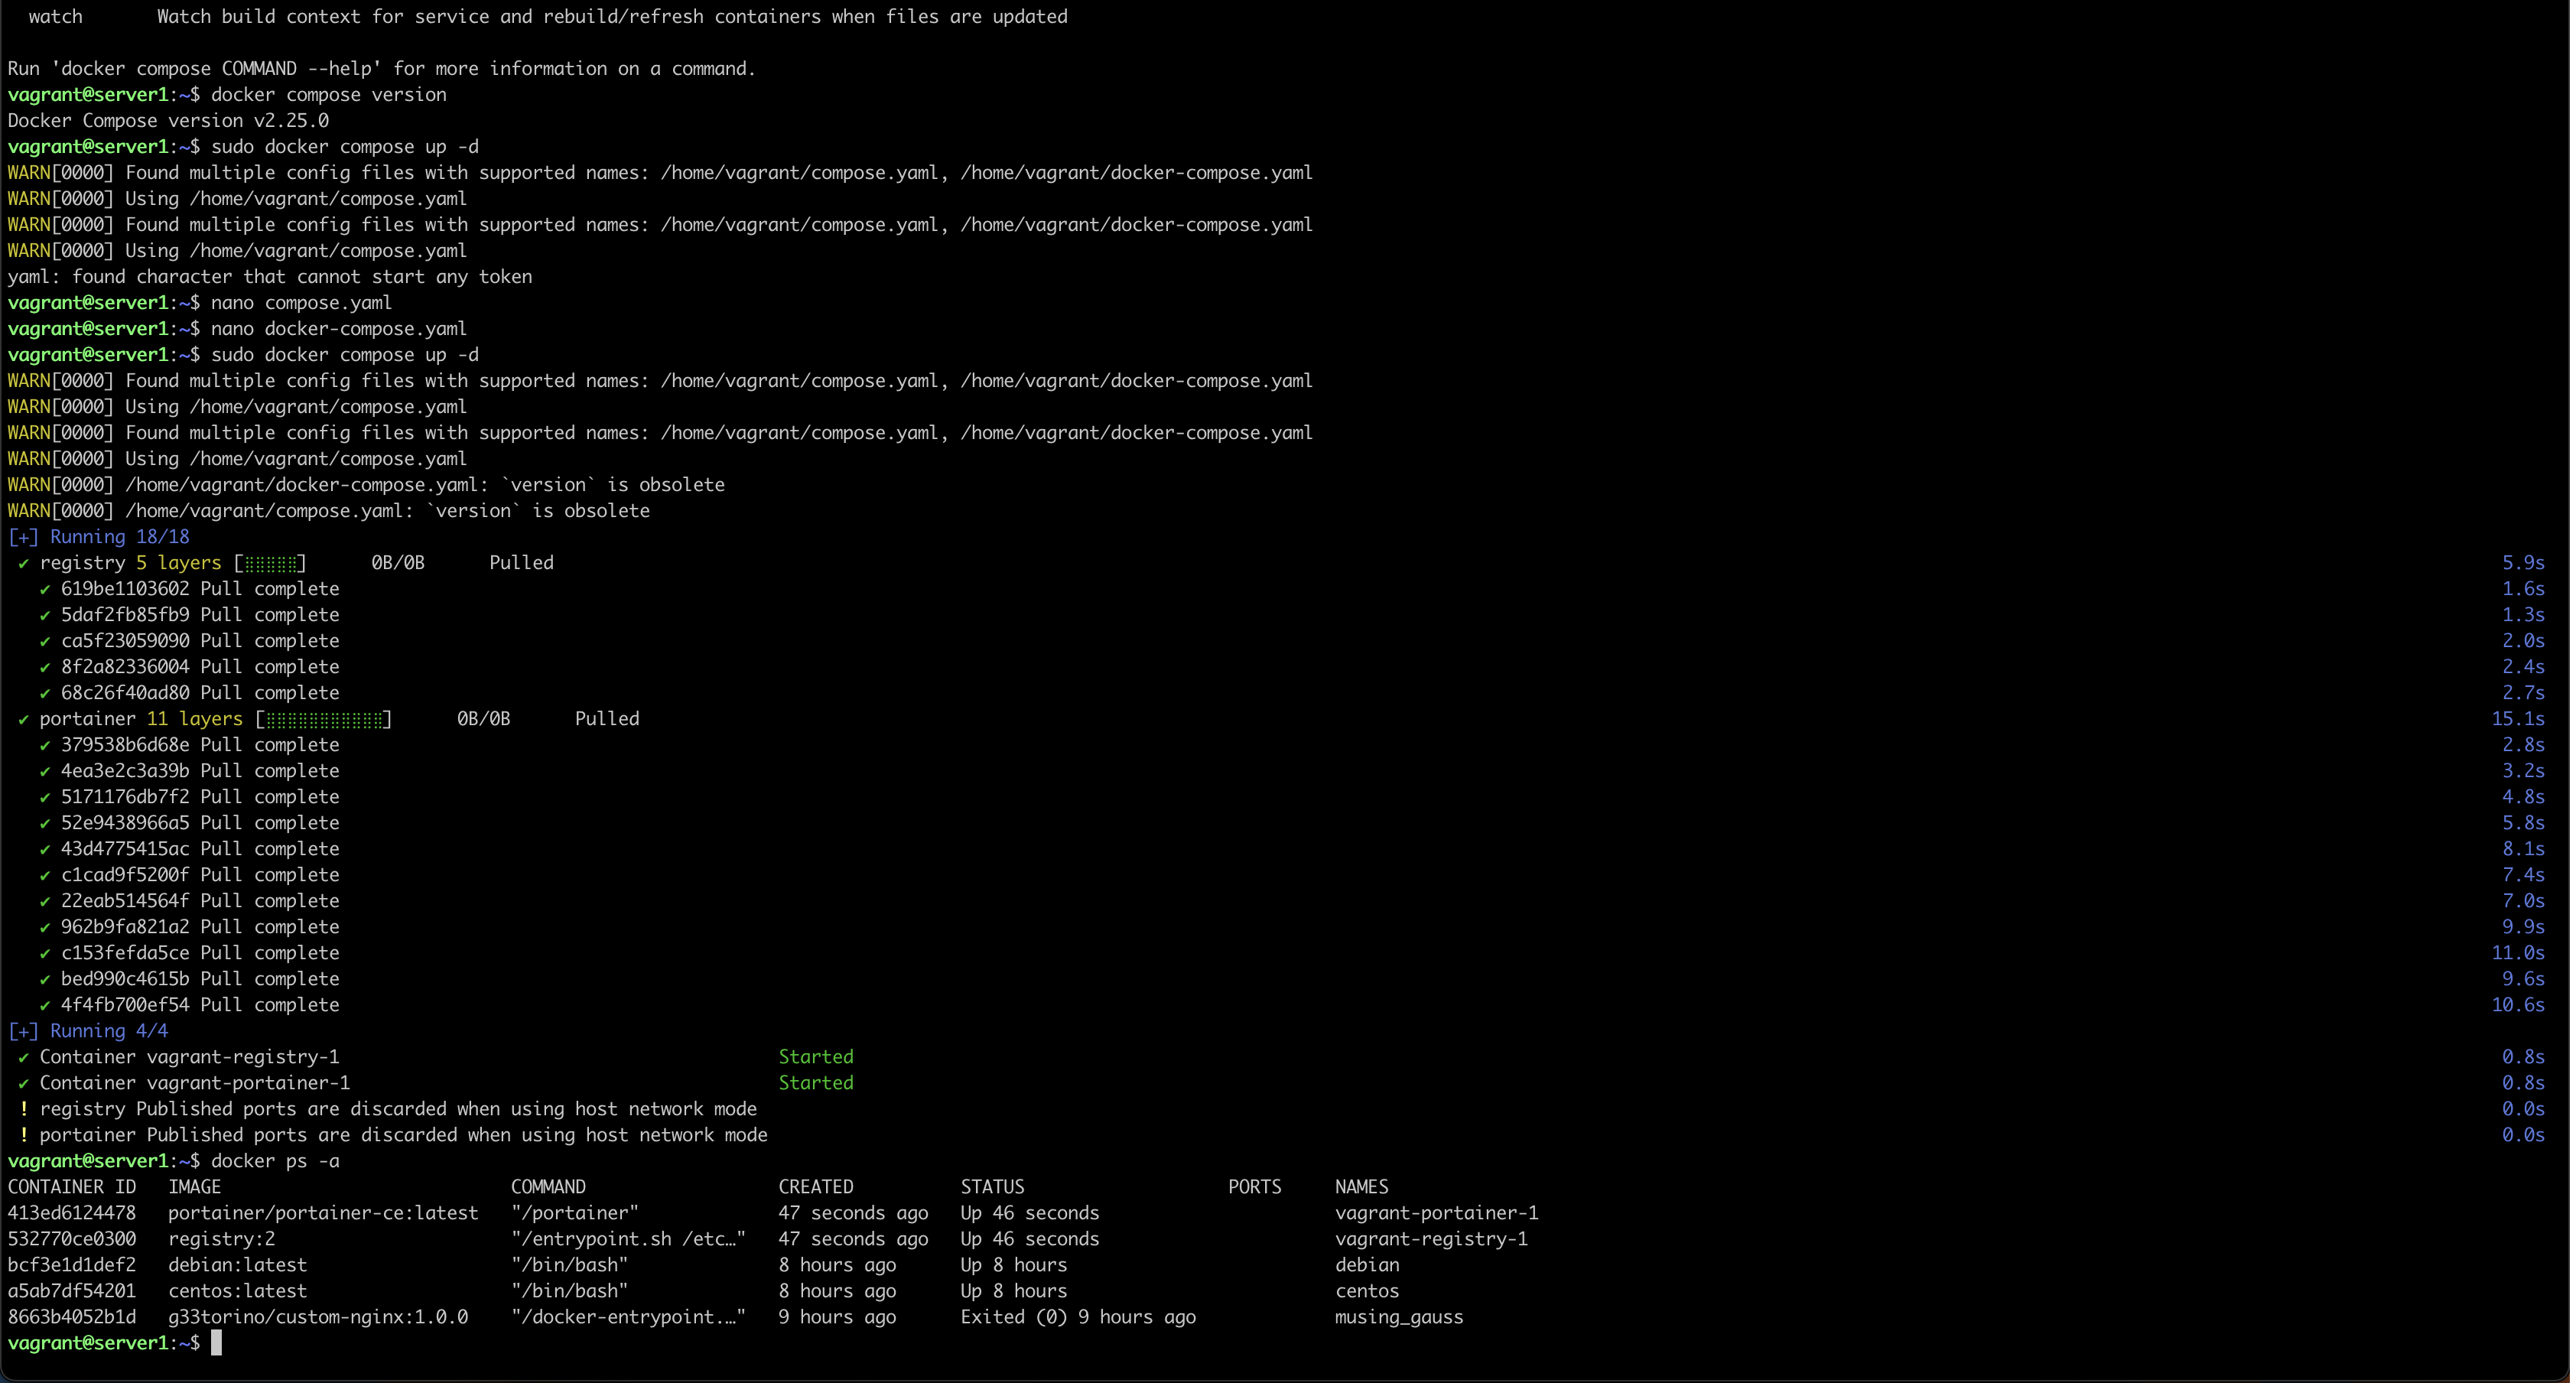 watch       Watch build context for service and rebuild/refresh containers when files are updated
Run 'docker compose COMMAND --help' for more information on a command.
vagrant@server1:~$ docker compose version
Docker Compose version v2.25.0
vagrant@server1:~$ sudo docker compose up -d
WARN[0000] Found multiple config files with supported names: /home/vagrant/compose.yaml, /home/vagrant/docker-compose.yaml
WARN[0000] Using /home/vagrant/compose.yaml
WARN[0000] Found multiple config files with supported names: /home/vagrant/compose.yaml, /home/vagrant/docker-compose.yaml
WARN[0000] Using /home/vagrant/compose.yaml
yaml: found character that cannot start any token
vagrant@server1:~$ nano compose.yaml
vagrant@server1:~$ nano docker-compose.yaml
vagrant@server1:~$ sudo docker compose up -d
WARN[0000] Found multiple config files with supported names: /home/vagrant/compose.yaml, /home/vagrant/docker-compose.yaml
WARN[0000] Using /home/vagrant/compose.yaml
WARN[0000] Found multiple config files with supported names: /home/vagrant/compose.yaml, /home/vagrant/docker-compose.yaml
WARN[0000] Using /home/vagrant/compose.yaml
WARN[0000] /home/vagrant/docker-compose.yaml: `version` is obsolete
WARN[0000] /home/vagrant/compose.yaml: `version` is obsolete
[+] Running 18/18
✔ registry 5 layers [⣿⣿⣿⣿⣿]      0B/0B      Pulled 5.9s
✔ 619be1103602 Pull complete 1.6s
✔ 5daf2fb85fb9 Pull complete 1.3s
✔ ca5f23059090 Pull complete 2.0s
✔ 8f2a82336004 Pull complete 2.4s
✔ 68c26f40ad80 Pull complete 2.7s
✔ portainer 11 layers [⣿⣿⣿⣿⣿⣿⣿⣿⣿⣿⣿]      0B/0B      Pulled 15.1s
✔ 379538b6d68e Pull complete 2.8s
✔ 4ea3e2c3a39b Pull complete 3.2s
✔ 5171176db7f2 Pull complete 4.8s
✔ 52e9438966a5 Pull complete 5.8s
✔ 43d4775415ac Pull complete 8.1s
✔ c1cad9f5200f Pull complete 7.4s
✔ 22eab514564f Pull complete 7.0s
✔ 962b9fa821a2 Pull complete 9.9s
✔ c153fefda5ce Pull complete 11.0s
✔ bed990c4615b Pull complete 9.6s
✔ 4f4fb700ef54 Pull complete 10.6s
[+] Running 4/4
✔ Container vagrant-registry-1 Started 0.8s
✔ Container vagrant-portainer-1 Started 0.8s
! registry Published ports are discarded when using host network mode 0.0s
! portainer Published ports are discarded when using host network mode 0.0s
vagrant@server1:~$ docker ps -a
CONTAINER ID   IMAGE                          COMMAND                  CREATED          STATUS                   PORTS     NAMES
413ed6124478   portainer/portainer-ce:latest   "/portainer"             47 seconds ago   Up 46 seconds                      vagrant-portainer-1
532770ce0300   registry:2                      "/entrypoint.sh /etc…"   47 seconds ago   Up 46 seconds                      vagrant-registry-1
bcf3e1d1def2   debian:latest                   "/bin/bash"              8 hours ago      Up 8 hours                         debian
a5ab7df54201   centos:latest                   "/bin/bash"              8 hours ago      Up 8 hours                         centos
8663b4052b1d   g33torino/custom-nginx:1.0.0    "/docker-entrypoint.…"   9 hours ago      Exited (0) 9 hours ago             musing_gauss
vagrant@server1:~$